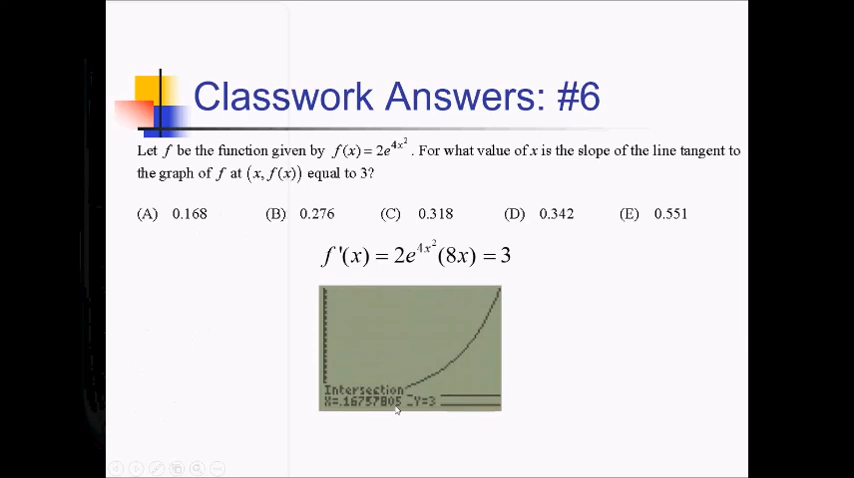 Classwork Answers: #6
Let f be the function given by f(x) = 2e^{4x^2}. For what value of x is the slope of the line tangent to
the graph of f at (x, f(x)) equal to 3?
(A) 0.168 (B) 0.276 (C) 0.318 (D) 0.342 (E) 0.551
f'(x) = 2e^{4x^2}(8x) = 3
Intersection
X=.16757805 Y=3